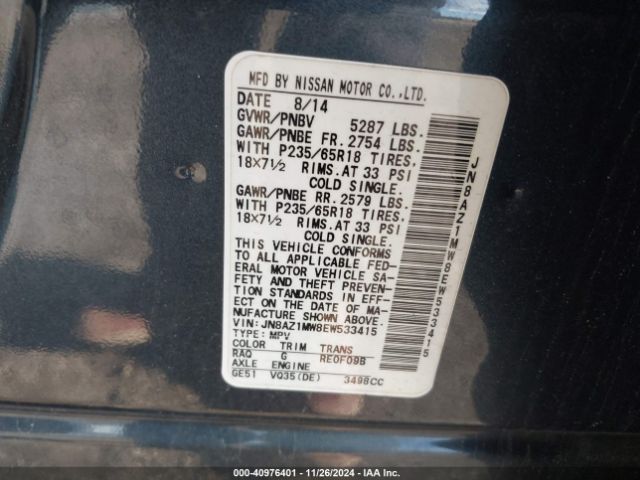 MFD BY NISSAN MOTOR CO.,LTD.
DATE 8/14
GVWR/PNBV 5287 LBS.
GAWR/PNBE FR. 2754 LBS.
WITH P235/65R18 TIRES,
18×7½ RIMS.AT 33 PSI
COLD SINGLE.
GAWR/PNBE RR. 2579 LBS.
WITH P235/65R18 TIRES,
18×7½ RIMS.AT 33 PSI
COLD SINGLE.
THIS VEHICLE CONFORMS
TO ALL APPLICABLE FED-
ERAL MOTOR VEHICLE SA-
FETY AND THEFT PREVEN-
TION STANDARDS IN EFF-
ECT ON THE DATE OF MA-
NUFACTURE SHOWN ABOVE.
VIN: JN8AZ1MW8EW533415
TYPE: MPV
COLOR TRIM TRANS
RAQ G RE0F09B
AXLE ENGINE
GE51 VQ35(DE) 3498CC
JN8AZ1MW8EW533415
000-40976401 | 11/26/2024 | IAA Inc.